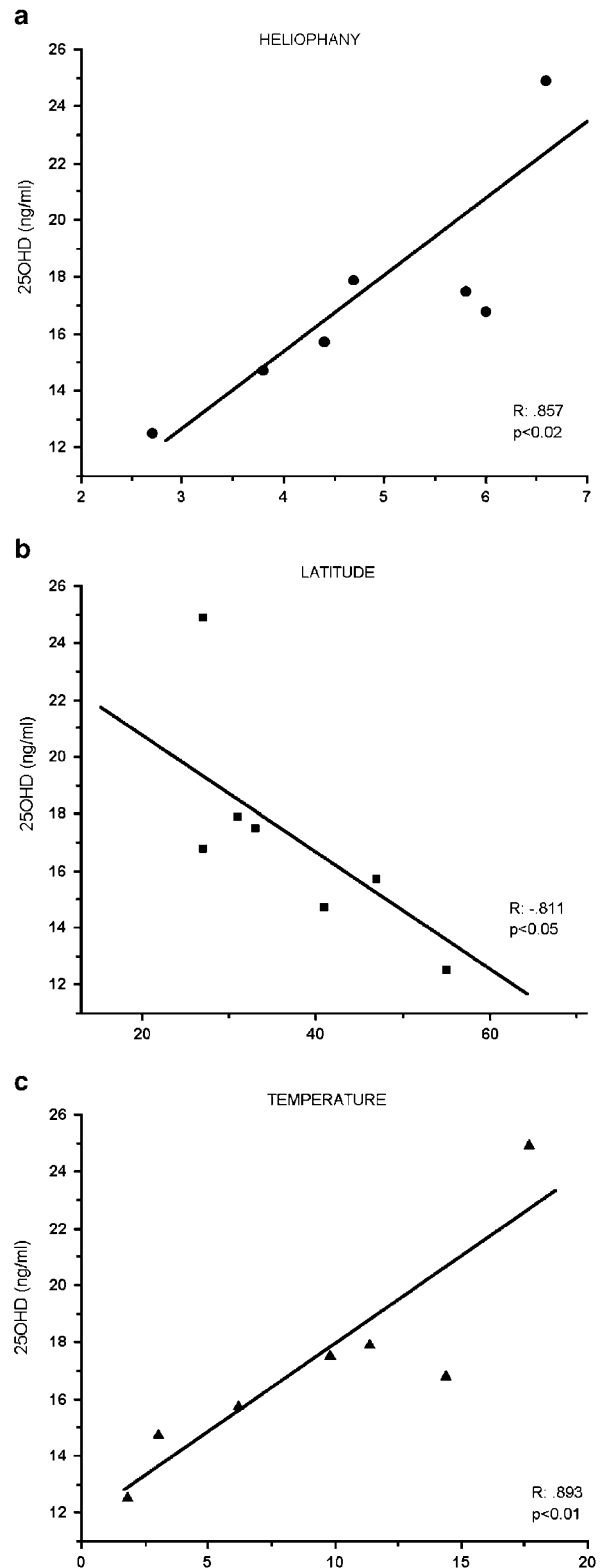 a
HELIOPHANY
26
24
22
20
18
16
14
12
25OHD (ng/ml)
R: .857
p<0.02
2 3 4 5 6 7
b
LATITUDE
26
24
22
20
18
16
14
12
25OHD (ng/ml)
R: -.811
p<0.05
20 40 60
c
TEMPERATURE
26
24
22
20
18
16
14
12
25OHD (ng/ml)
R: .893
p<0.01
0 5 10 15 20